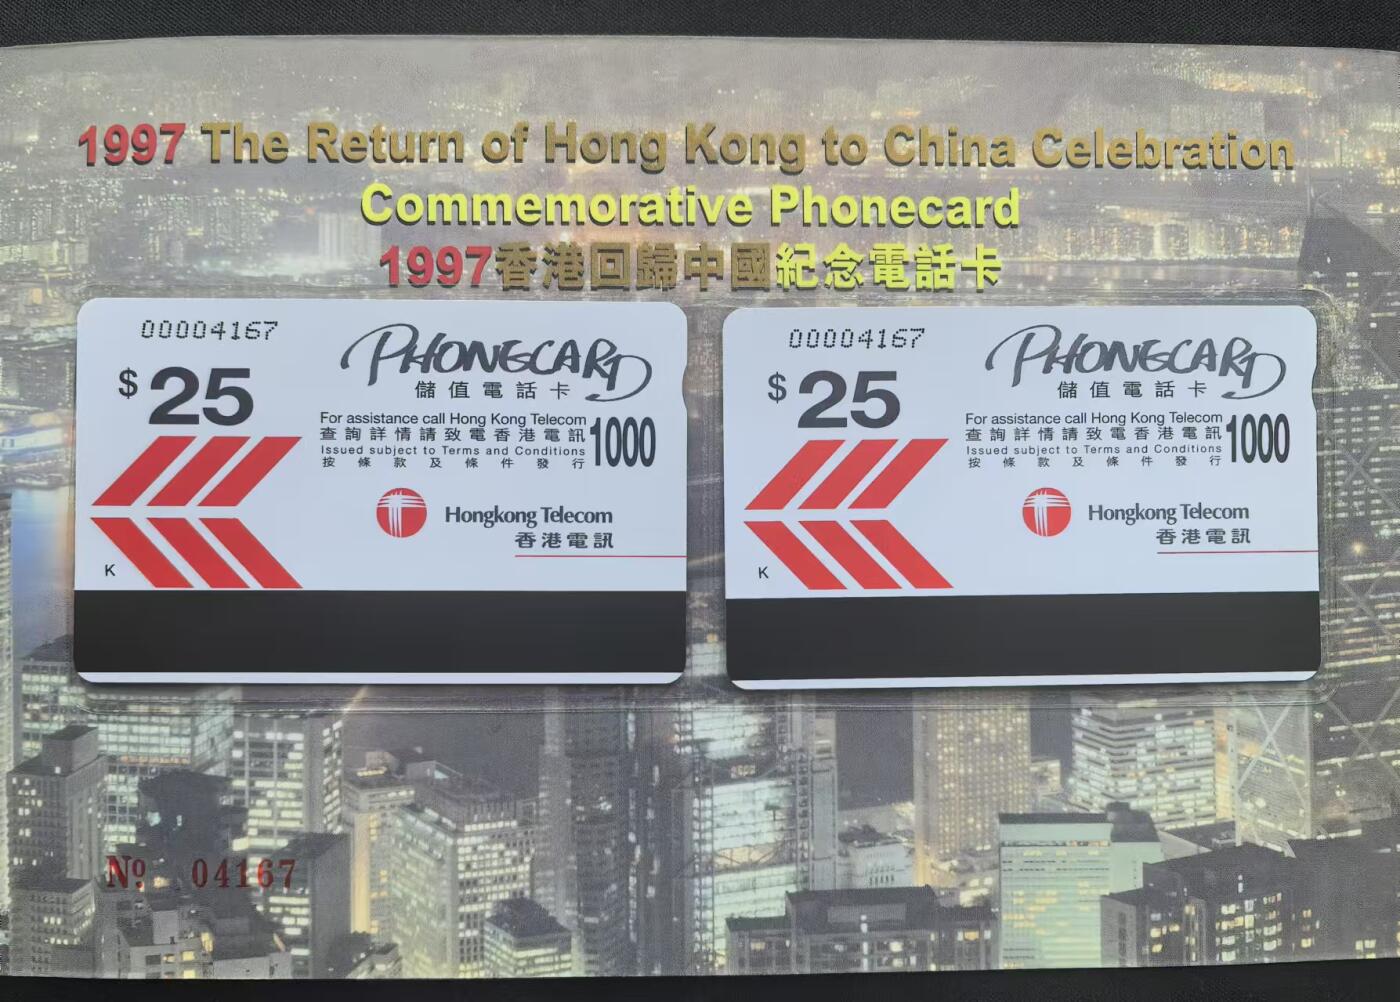 1997 The Return of Hong Kong to China Celebration
Commemorative Phonecard
1997香港回歸中國紀念電話卡
00004167
PHONECARD
$ 25
儲值電話卡
For assistance call Hong Kong Telecom
查詢詳情請致電香港電訊
1000
Issued subject to Terms and Conditions
按條款及條件發行
Hongkong Telecom
香港電訊
K
00004167
PHONECARD
$ 25
儲值電話卡
For assistance call Hong Kong Telecom
查詢詳情請致電香港電訊
1000
Issued subject to Terms and Conditions
按條款及條件發行
Hongkong Telecom
香港電訊
K
Nº 04167